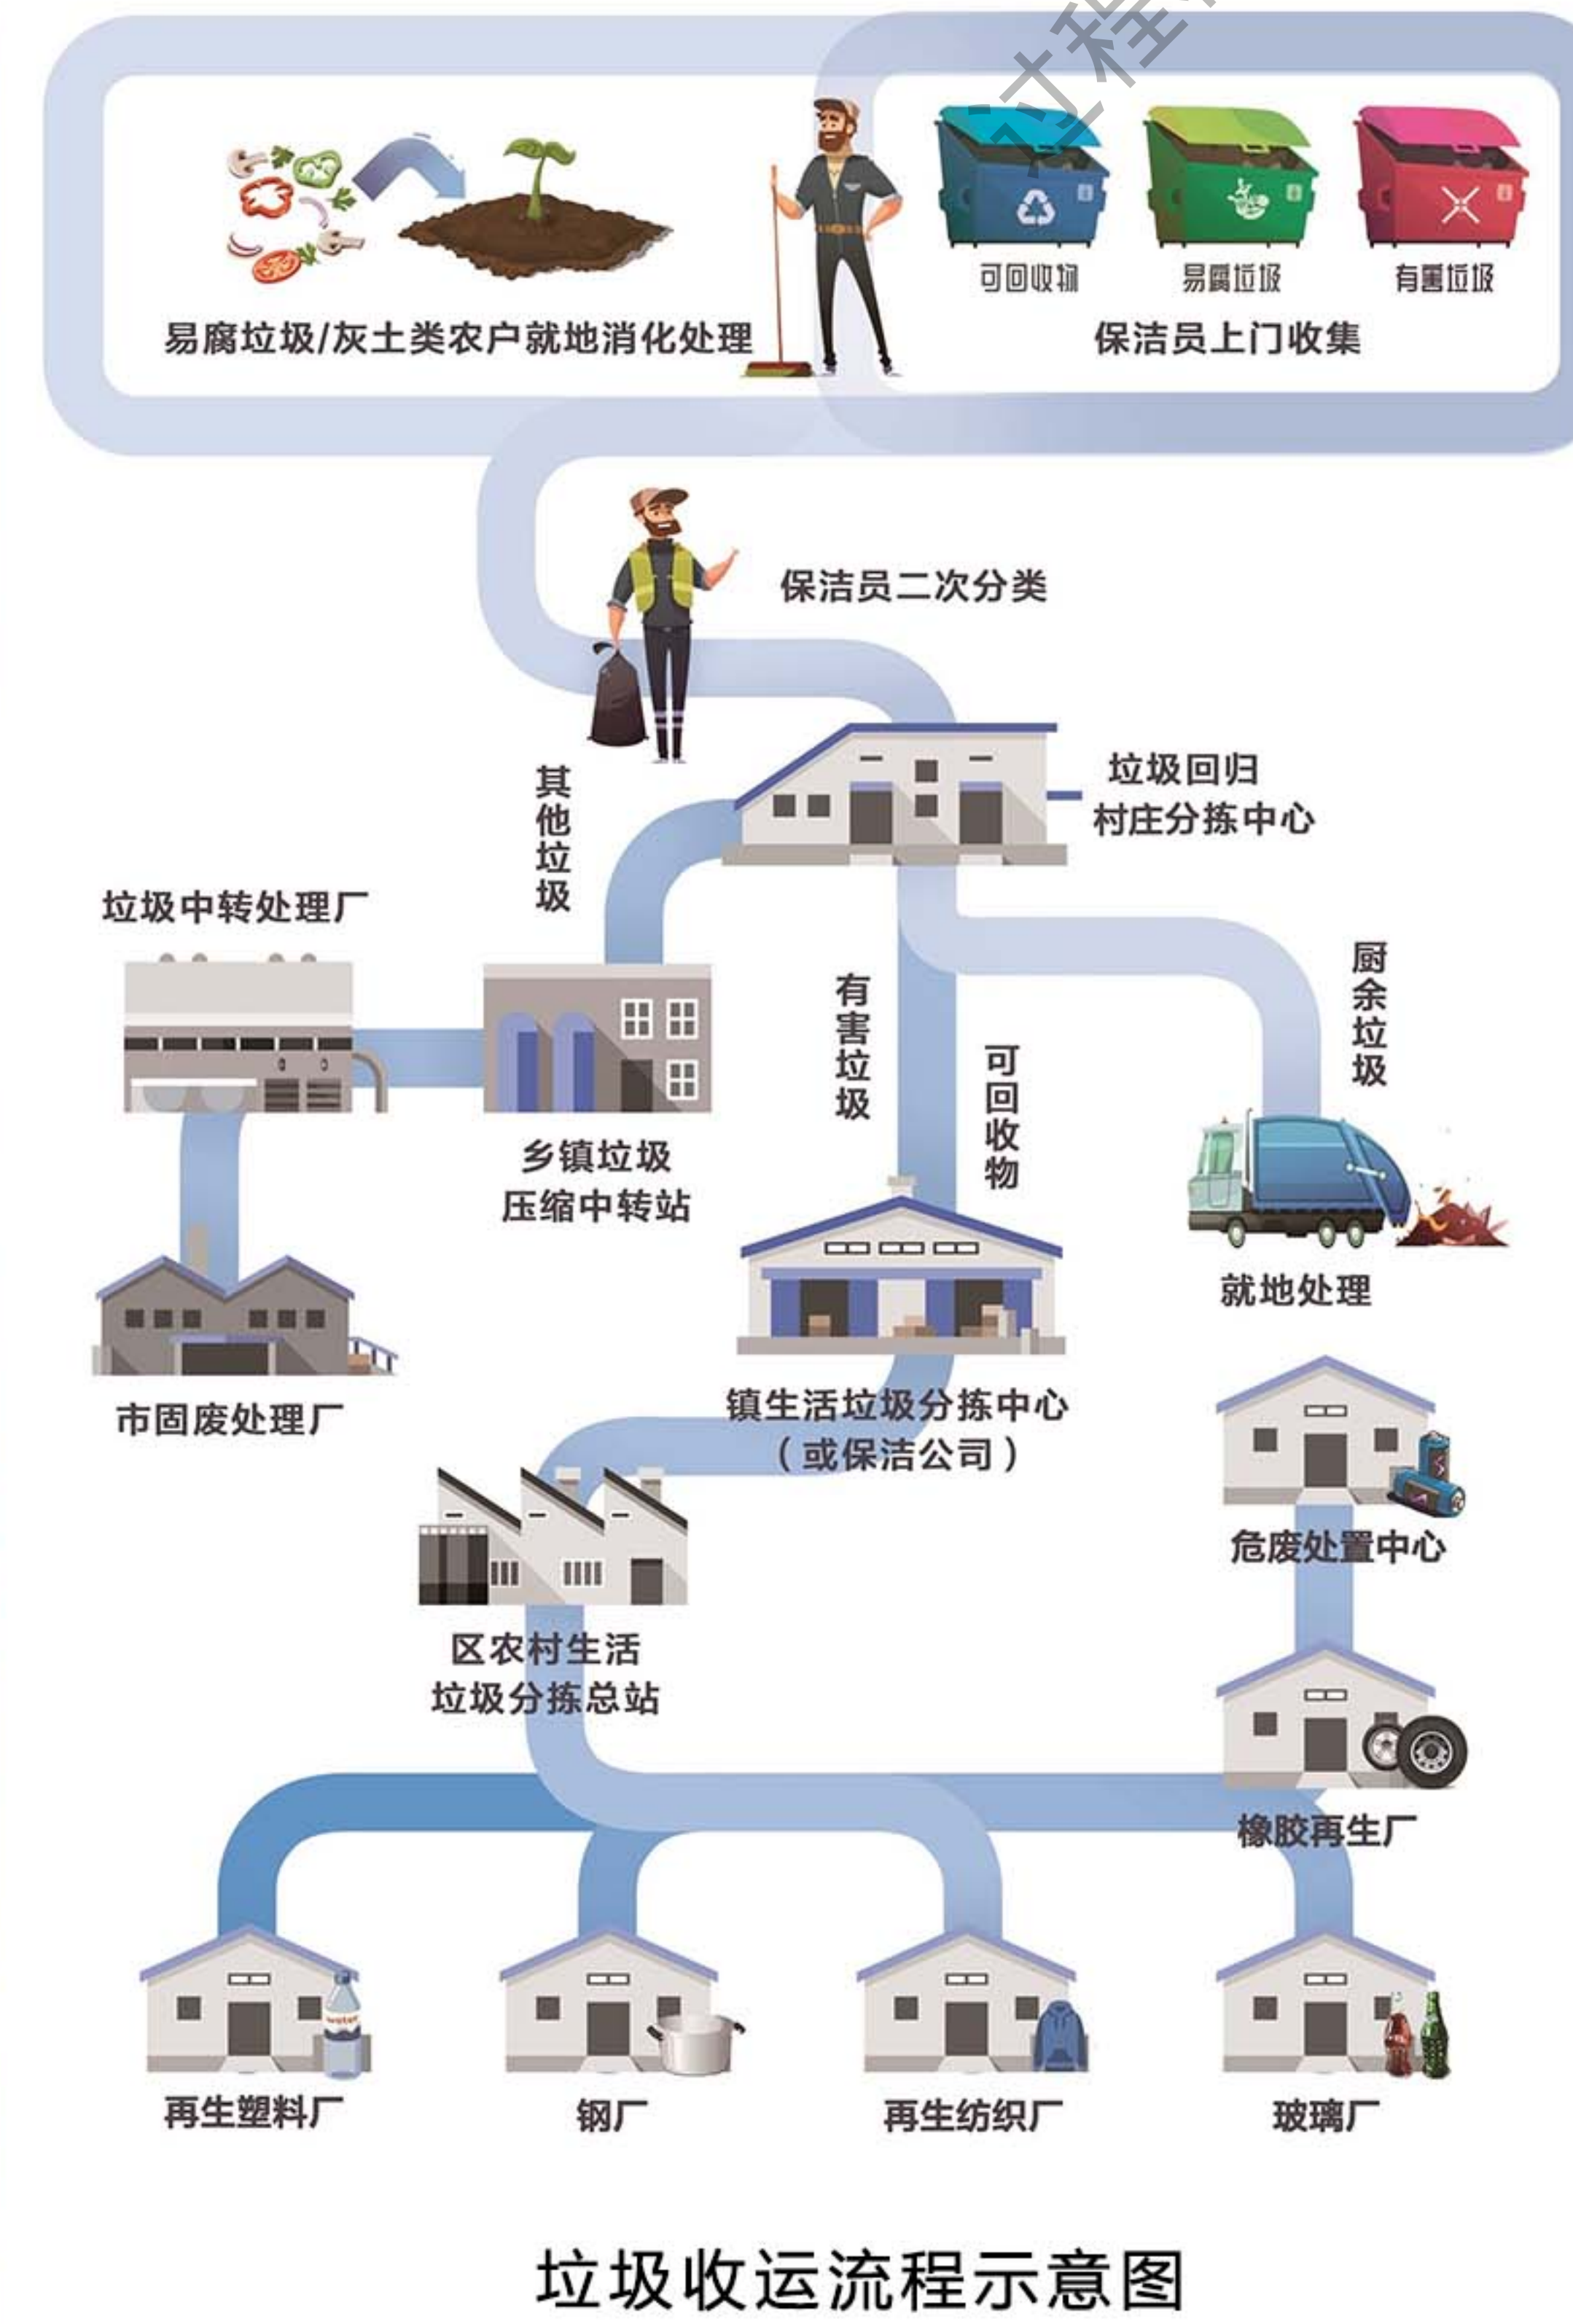 过程
可回收物
易腐垃圾
有害垃圾
易腐垃圾/灰土类农户就地消化处理
保洁员上门收集
保洁员二次分类
垃圾回归
村庄分拣中心
其他垃圾
垃圾中转处理厂
有害垃圾
可回收物
厨余垃圾
乡镇垃圾
压缩中转站
就地处理
市固废处理厂
镇生活垃圾分拣中心
（或保洁公司）
危废处置中心
区农村生活
垃圾分拣总站
橡胶再生厂
water
再生塑料厂
钢厂
再生纺织厂
玻璃厂
垃圾收运流程示意图